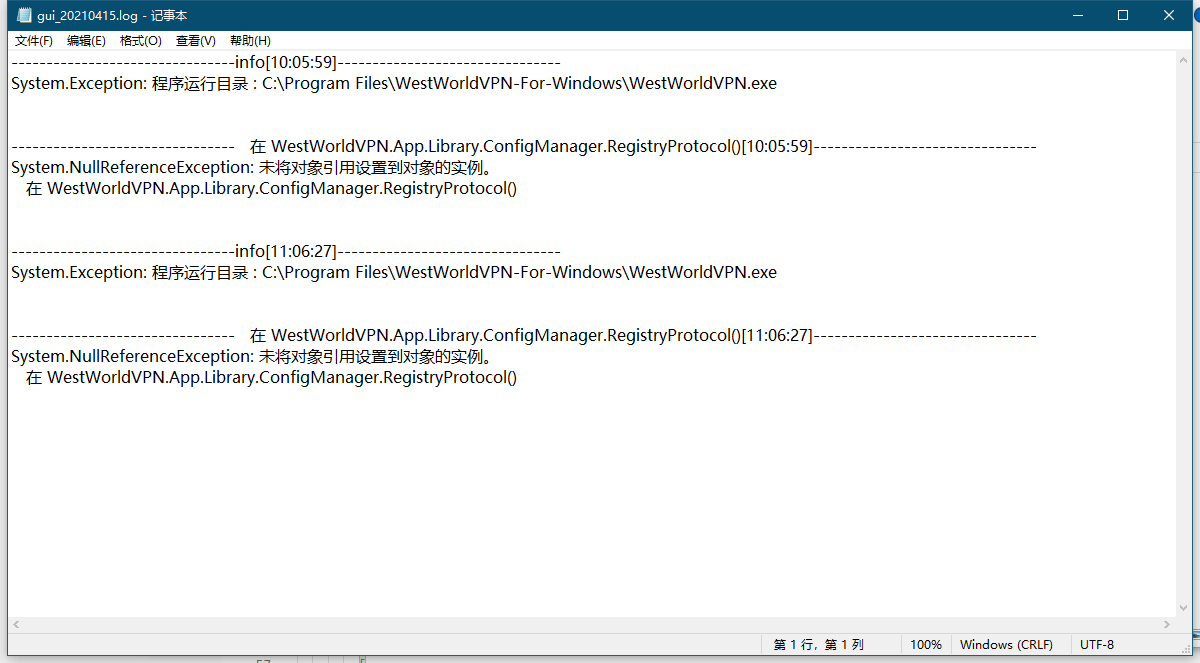 gui_20210415.log - 记事本
文件(F) 编辑(E) 格式(O) 查看(V) 帮助(H)
--------------------------------info[10:05:59]--------------------------------
System.Exception: 程序运行目录 : C:\Program Files\WestWorldVPN-For-Windows\WestWorldVPN.exe
--------------------------------   在 WestWorldVPN.App.Library.ConfigManager.RegistryProtocol()[10:05:59]--------------------------------
System.NullReferenceException: 未将对象引用设置到对象的实例。
   在 WestWorldVPN.App.Library.ConfigManager.RegistryProtocol()
--------------------------------info[11:06:27]--------------------------------
System.Exception: 程序运行目录 : C:\Program Files\WestWorldVPN-For-Windows\WestWorldVPN.exe
--------------------------------   在 WestWorldVPN.App.Library.ConfigManager.RegistryProtocol()[11:06:27]--------------------------------
System.NullReferenceException: 未将对象引用设置到对象的实例。
   在 WestWorldVPN.App.Library.ConfigManager.RegistryProtocol()
第 1 行，第 1 列 100% Windows (CRLF) UTF-8